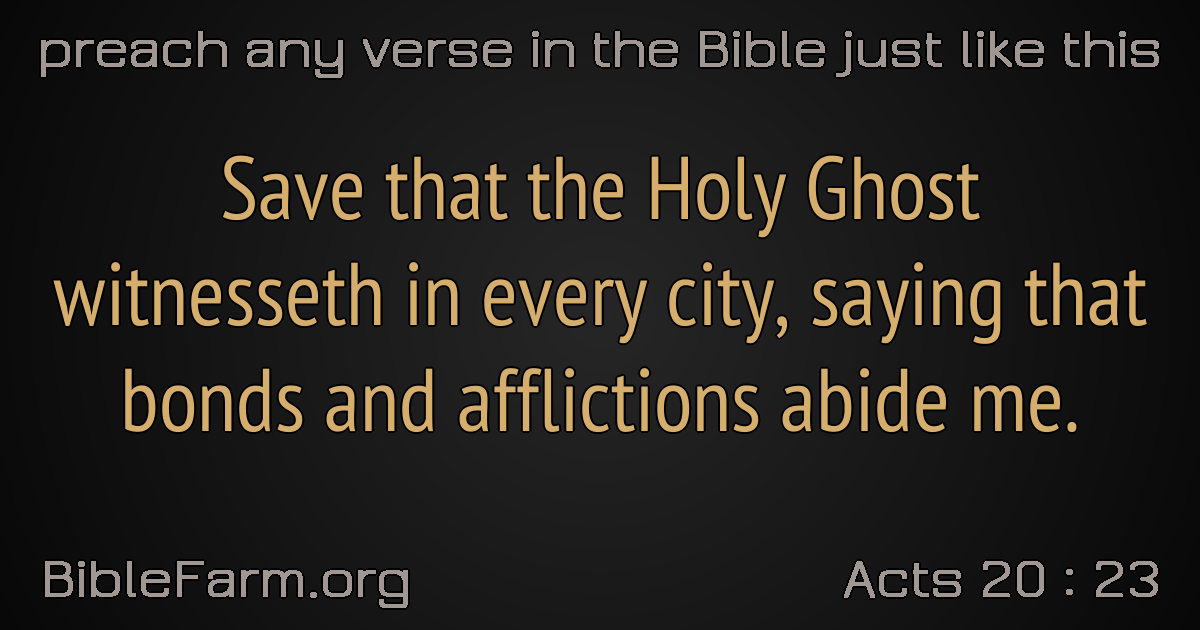 preach any verse in the Bible just like this
Save that the Holy Ghost
witnesseth in every city, saying that
bonds and afflictions abide me.
BibleFarm.org
Acts 20 : 23